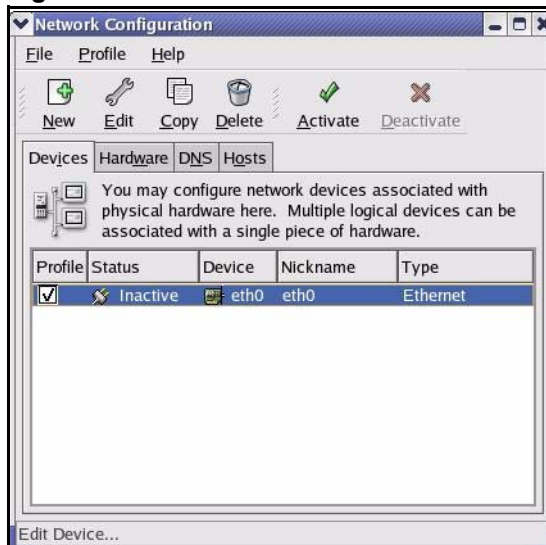 Network Configuration
File Profile Help
New Edit Copy Delete Activate Deactivate
Devices Hardware DNS Hosts
You may configure network devices associated with
physical hardware here. Multiple logical devices can be
associated with a single piece of hardware.
Profile Status Device Nickname Type
Inactive eth0 eth0 Ethernet
Edit Device...